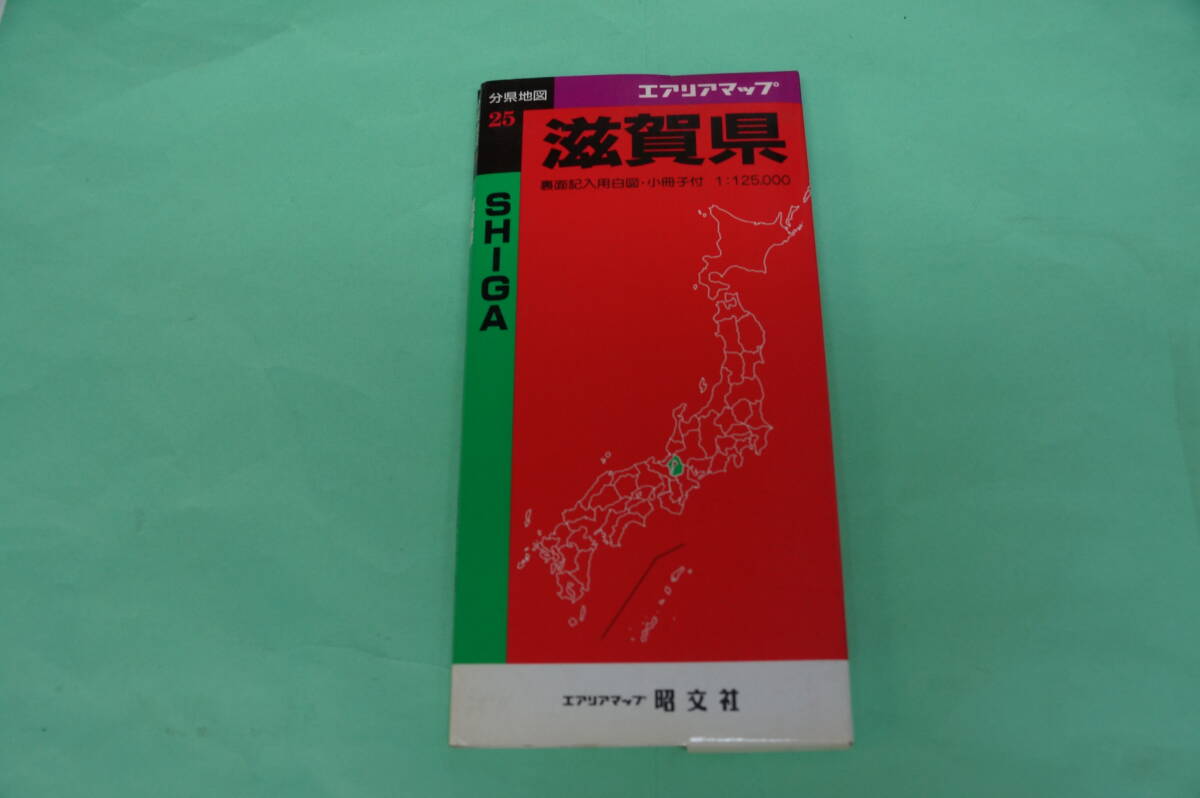 分県地図
エアリアマップ
25
滋賀県
裏面記入用白図・小冊子付 1:125,000
SHIGA
エアリアマップ 昭文社